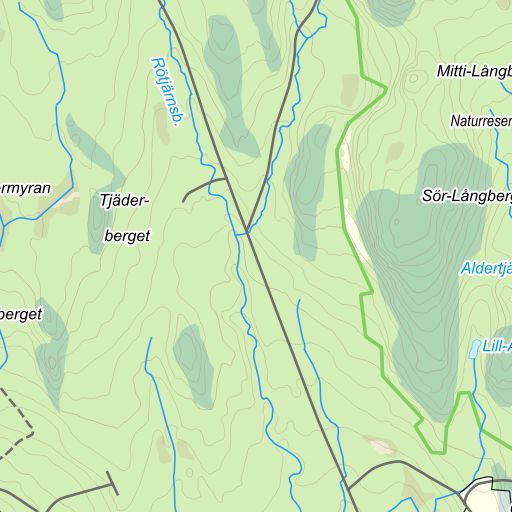 Rötjärnsb.
Mitti-Långb
Naturreser
ermyran
Tjäder-
berget
Sör-Långberg
Aldertjä
berget
Lill-A